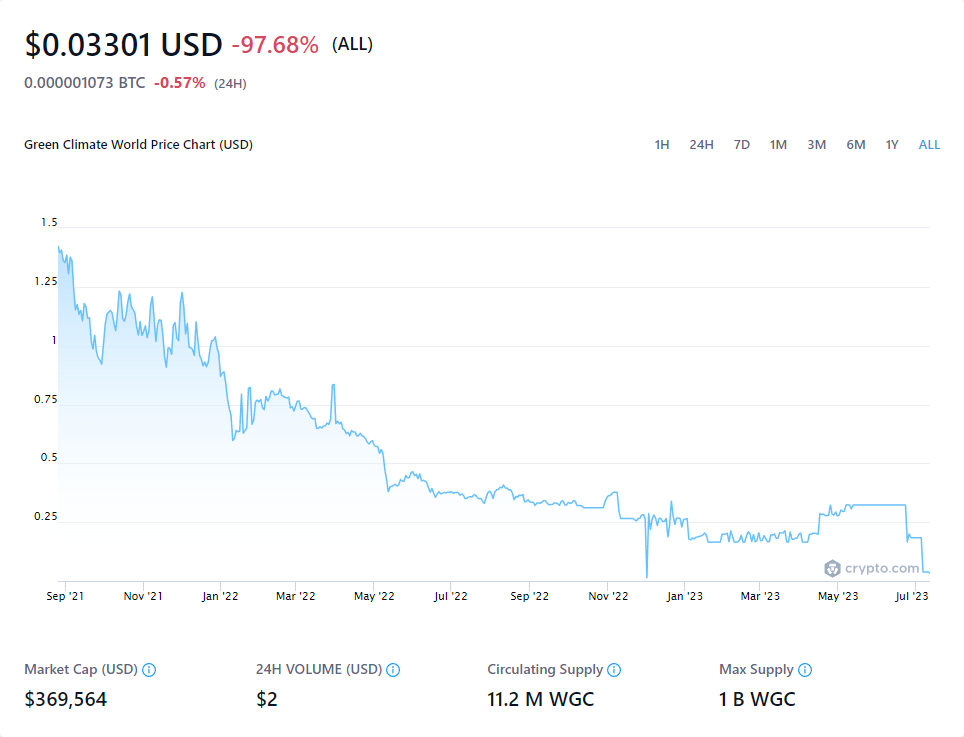 $0.03301 USD -97.68% (ALL)
0.000001073 BTC -0.57% (24H)
Green Climate World Price Chart (USD) 1H 24H 7D 1M 3M 6M 1Y ALL
1.5
1.25
1
0.75
0.5
0.25
crypto.com
Sep '21 Nov '21 Jan '22 Mar '22 May '22 Jul '22 Sep '22 Nov '22 Jan '23 Mar '23 May '23 Jul '23
Market Cap (USD) 24H VOLUME (USD) Circulating Supply Max Supply
$369,564 $2 11.2 M WGC 1 B WGC